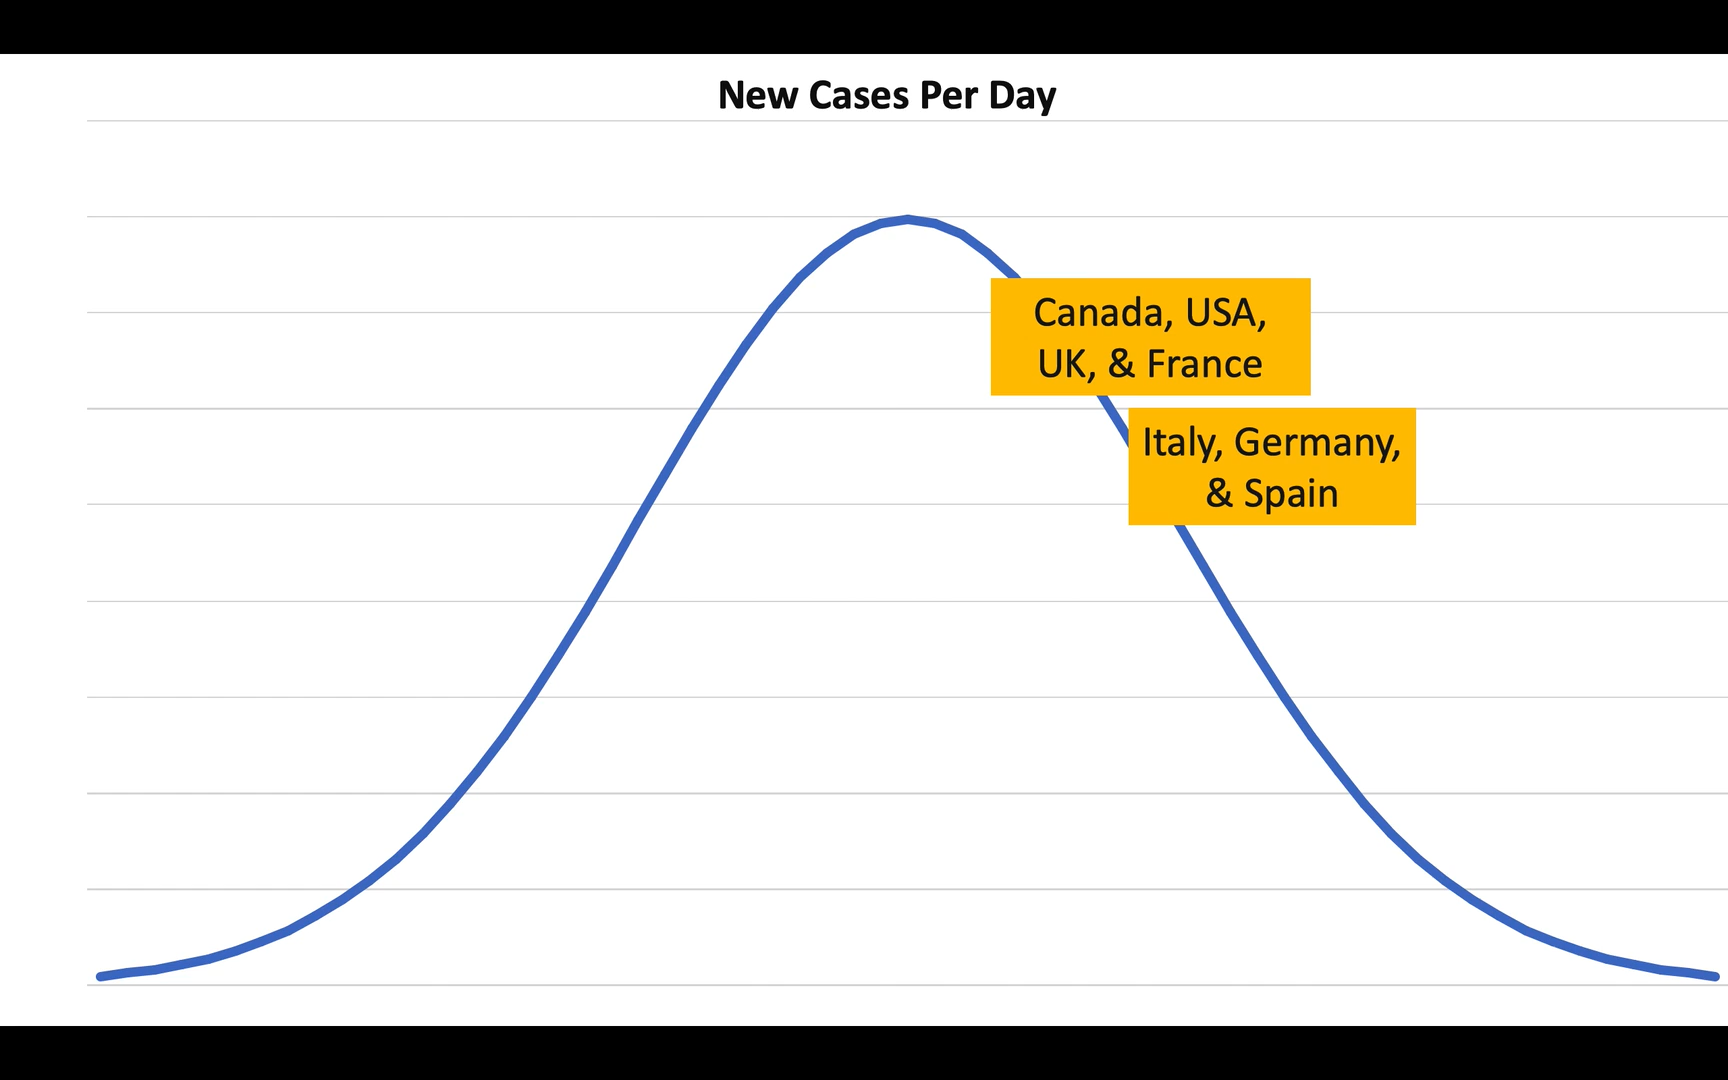 New Cases Per Day
Canada, USA,
UK, & France
Italy, Germany,
& Spain